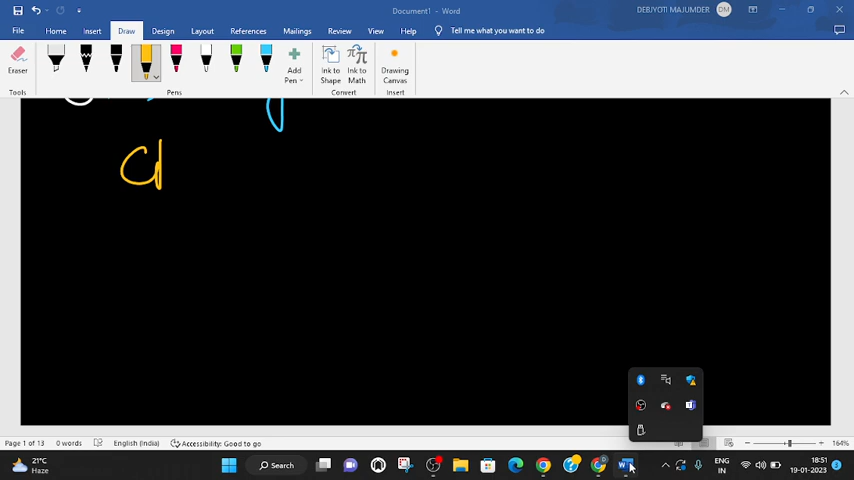 Document1 - Word
DEBJYOTI MAJUMDER
DM
File
Home
Insert
Draw
Design
Layout
References
Mailings
Review
View
Help
Tell me what you want to do
Eraser
Add
Pen
Ink to
Shape
Ink to
Math
Drawing
Canvas
Tools
Pens
Convert
Insert
Page 1 of 13
0 words
English (India)
Accessibility: Good to go
164%
21°C
Haze
Search
ENG
IN
18:51
19-01-2023
3